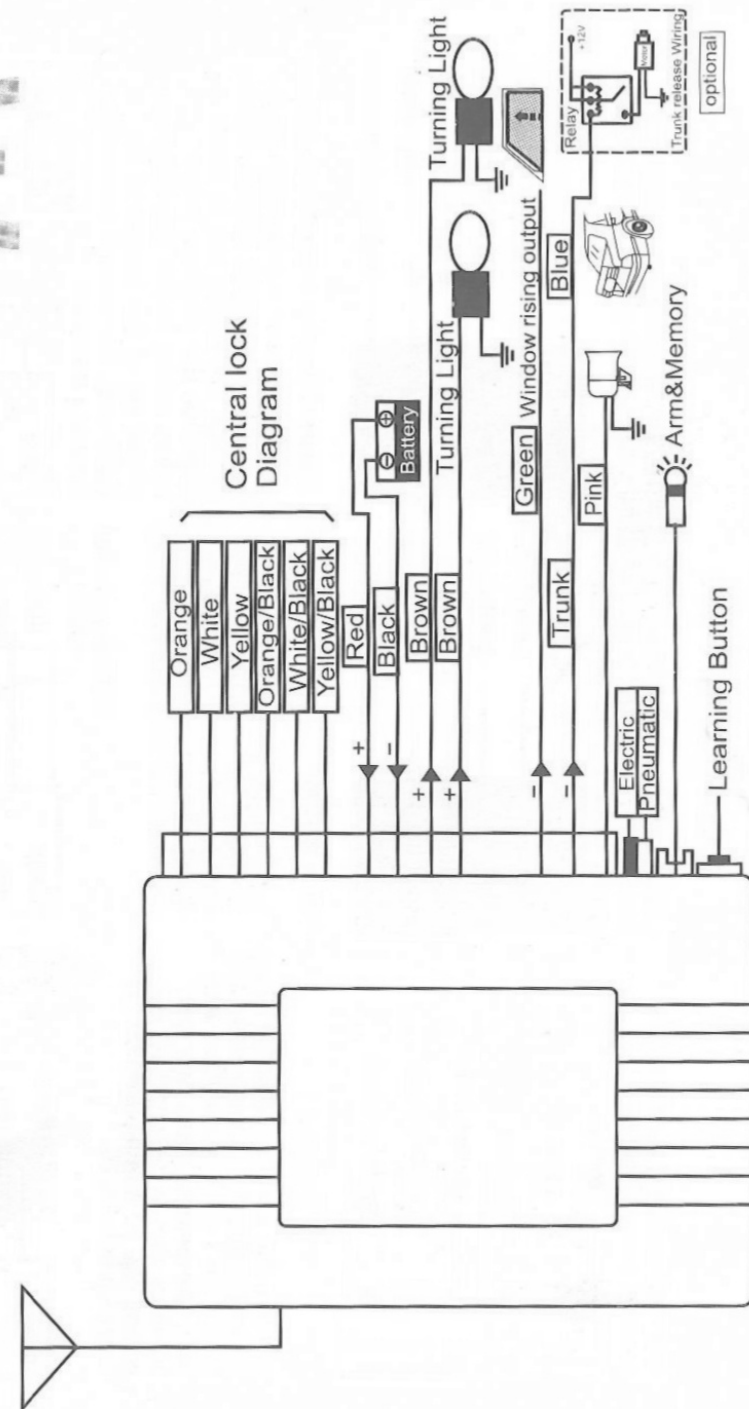 Orange
White
Yellow
Orange/Black
White/Black
Yellow/Black
Central lock
Diagram
Red
+
Black
−
Battery
⊖ ⊕
Brown
+
Turning Light
Brown
+
Turning Light
Green
−
Window rising output
Trunk
−
Blue
Relay
+12V
Motor
Trunk release Wiring
optional
Pink
Electric
Pneumatic
Arm&Memory
Learning Button